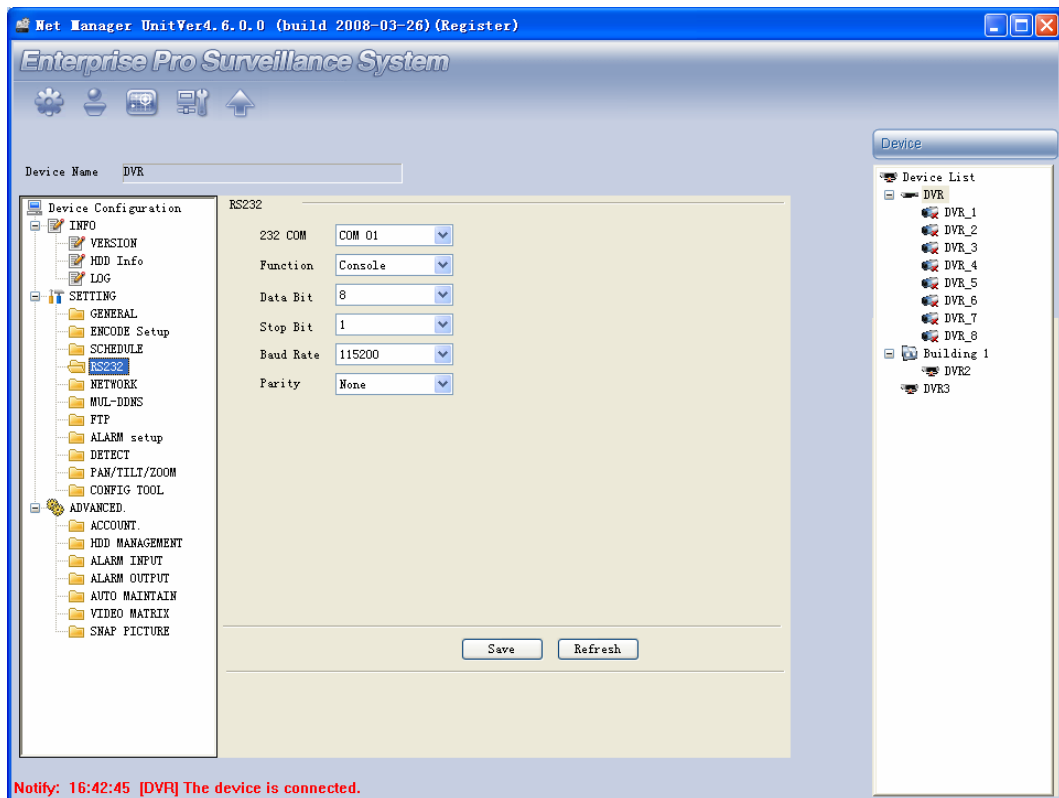 Net Manager UnitVer4.6.0.0 (build 2008-03-26)(Register)
Enterprise Pro Surveillance System
Device Name DVR
Device Configuration
INFO
VERSION
HDD Info
LOG
SETTING
GENERAL
ENCODE Setup
SCHEDULE
RS232
NETWORK
MUL-DDNS
FTP
ALARM setup
DETECT
PAN/TILT/ZOOM
CONFIG TOOL
ADVANCED.
ACCOUNT.
HDD MANAGEMENT
ALARM INPUT
ALARM OUTPUT
AUTO MAINTAIN
VIDEO MATRIX
SNAP PICTURE
RS232
232 COM COM 01
Function Console
Data Bit 8
Stop Bit 1
Baud Rate 115200
Parity None
Save Refresh
Device
Device List
DVR
DVR_1
DVR_2
DVR_3
DVR_4
DVR_5
DVR_6
DVR_7
DVR_8
Building 1
DVR2
DVR3
Notify: 16:42:45 [DVR] The device is connected.